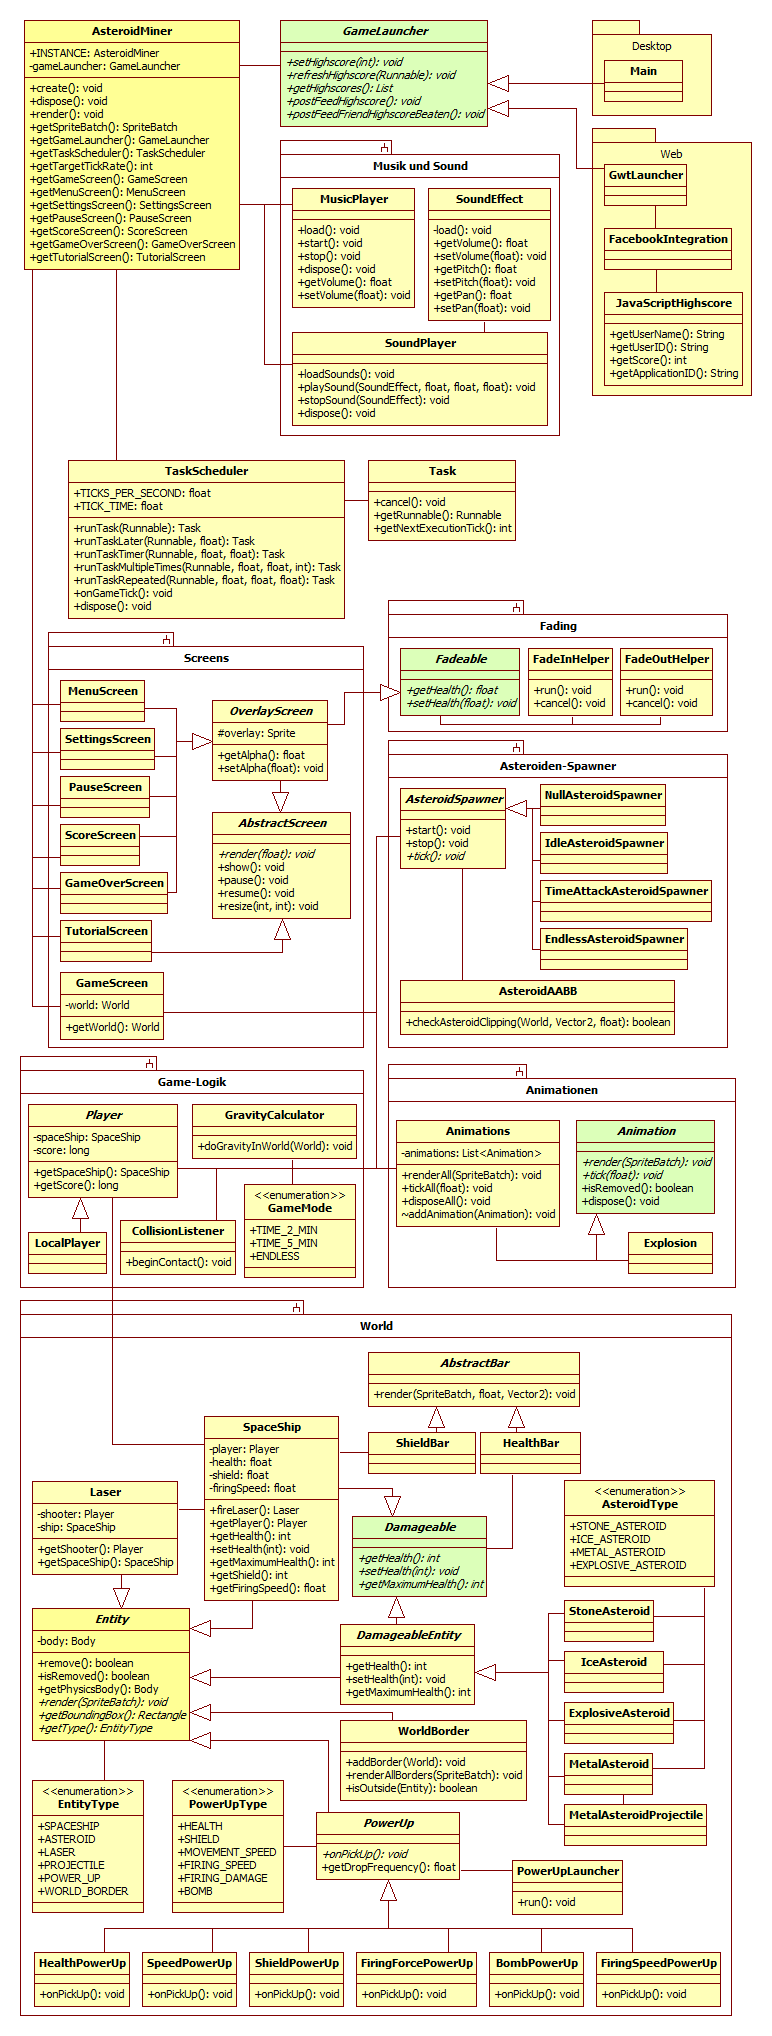 AsteroidMiner
+INSTANCE: AsteroidMiner
-gameLauncher: GameLauncher
+create(): void
+dispose(): void
+render(): void
+getSpriteBatch(): SpriteBatch
+getGameLauncher(): GameLauncher
+getTaskScheduler(): TaskScheduler
+getTargetTickRate(): int
+getGameScreen(): GameScreen
+getMenuScreen(): MenuScreen
+getSettingsScreen(): SettingsScreen
+getPauseScreen(): PauseScreen
+getScoreScreen(): ScoreScreen
+getGameOverScreen(): GameOverScreen
+getTutorialScreen(): TutorialScreen
GameLauncher
+setHighscore(int): void
+refreshHighscore(Runnable): void
+getHighscores(): List
+postFeedHighscore(): void
+postFeedFriendHighscoreBeaten(): void
Desktop
Main
Web
GwtLauncher
FacebookIntegration
JavaScriptHighscore
+getUserName(): String
+getUserID(): String
+getScore(): int
+getApplicationID(): String
Musik und Sound
MusicPlayer
+load(): void
+start(): void
+stop(): void
+dispose(): void
+getVolume(): float
+setVolume(float): void
SoundEffect
-load(): void
+getVolume(): float
+setVolume(float): void
+getPitch(): float
+setPitch(float): void
+getPan(): float
+setPan(float): void
SoundPlayer
+loadSounds(): void
+playSound(SoundEffect, float, float, float): void
+stopSound(SoundEffect): void
+dispose(): void
TaskScheduler
+TICKS_PER_SECOND: float
+TICK_TIME: float
+runTask(Runnable): Task
+runTaskLater(Runnable, float): Task
+runTaskTimer(Runnable, float, float): Task
+runTaskMultipleTimes(Runnable, float, float, int): Task
+runTaskRepeated(Runnable, float, float, float): Task
+onGameTick(): void
+dispose(): void
Task
+cancel(): void
+getRunnable(): Runnable
+getNextExecutionTick(): int
Fading
Fadeable
+getHealth(): float
+setHealth(float): void
FadeInHelper
+run(): void
+cancel(): void
FadeOutHelper
+run(): void
+cancel(): void
Screens
MenuScreen
SettingsScreen
PauseScreen
ScoreScreen
GameOverScreen
TutorialScreen
GameScreen
-world: World
+getWorld(): World
OverlayScreen
#overlay: Sprite
+getAlpha(): float
+setAlpha(float): void
AbstractScreen
+render(float): void
+show(): void
+pause(): void
+resume(): void
+resize(int, int): void
Asteroiden-Spawner
AsteroidSpawner
+start(): void
+stop(): void
+tick(): void
NullAsteroidSpawner
IdleAsteroidSpawner
TimeAttackAsteroidSpawner
EndlessAsteroidSpawner
AsteroidAABB
+checkAsteroidClipping(World, Vector2, float): boolean
Game-Logik
Player
-spaceShip: SpaceShip
-score: long
+getSpaceShip(): SpaceShip
+getScore(): long
GravityCalculator
+doGravityInWorld(World): void
LocalPlayer
CollisionListener
+beginContact(): void
<<enumeration>>
GameMode
+TIME_2_MIN
+TIME_5_MIN
+ENDLESS
Animationen
Animations
-animations: List<Animation>
+renderAll(SpriteBatch): void
+tickAll(float): void
+disposeAll(): void
~addAnimation(Animation): void
Animation
+render(SpriteBatch): void
+tick(float): void
+isRemoved(): boolean
+dispose(): void
Explosion
World
AbstractBar
+render(SpriteBatch, float, Vector2): void
ShieldBar
HealthBar
SpaceShip
-player: Player
-health: float
-shield: float
-firingSpeed: float
+fireLaser(): Laser
+getPlayer(): Player
+getHealth(): int
+setHealth(int): void
+getMaximumHealth(): int
+getShield(): int
+getFiringSpeed(): float
Laser
-shooter: Player
-ship: SpaceShip
+getShooter(): Player
+getSpaceShip(): SpaceShip
Damageable
+getHealth(): int
+setHealth(int): void
+getMaximumHealth(): int
<<enumeration>>
AsteroidType
+STONE_ASTEROID
+ICE_ASTEROID
+METAL_ASTEROID
+EXPLOSIVE_ASTEROID
Entity
-body: Body
+remove(): boolean
+isRemoved(): boolean
+getPhysicsBody(): Body
+render(SpriteBatch): void
+getBoundingBox(): Rectangle
+getType(): EntityType
DamageableEntity
+getHealth(): int
+setHealth(int): void
+getMaximumHealth(): int
StoneAsteroid
IceAsteroid
ExplosiveAsteroid
MetalAsteroid
MetalAsteroidProjectile
WorldBorder
+addBorder(World): void
+renderAllBorders(SpriteBatch): void
+isOutside(Entity): boolean
<<enumeration>>
EntityType
+SPACESHIP
+ASTEROID
+LASER
+PROJECTILE
+POWER_UP
+WORLD_BORDER
<<enumeration>>
PowerUpType
+HEALTH
+SHIELD
+MOVEMENT_SPEED
+FIRING_SPEED
+FIRING_DAMAGE
+BOMB
PowerUp
+onPickUp(): void
+getDropFrequency(): float
PowerUpLauncher
+run(): void
HealthPowerUp
+onPickUp(): void
SpeedPowerUp
+onPickUp(): void
ShieldPowerUp
+onPickUp(): void
FiringForcePowerUp
+onPickUp(): void
BombPowerUp
+onPickUp(): void
FiringSpeedPowerUp
+onPickUp(): void